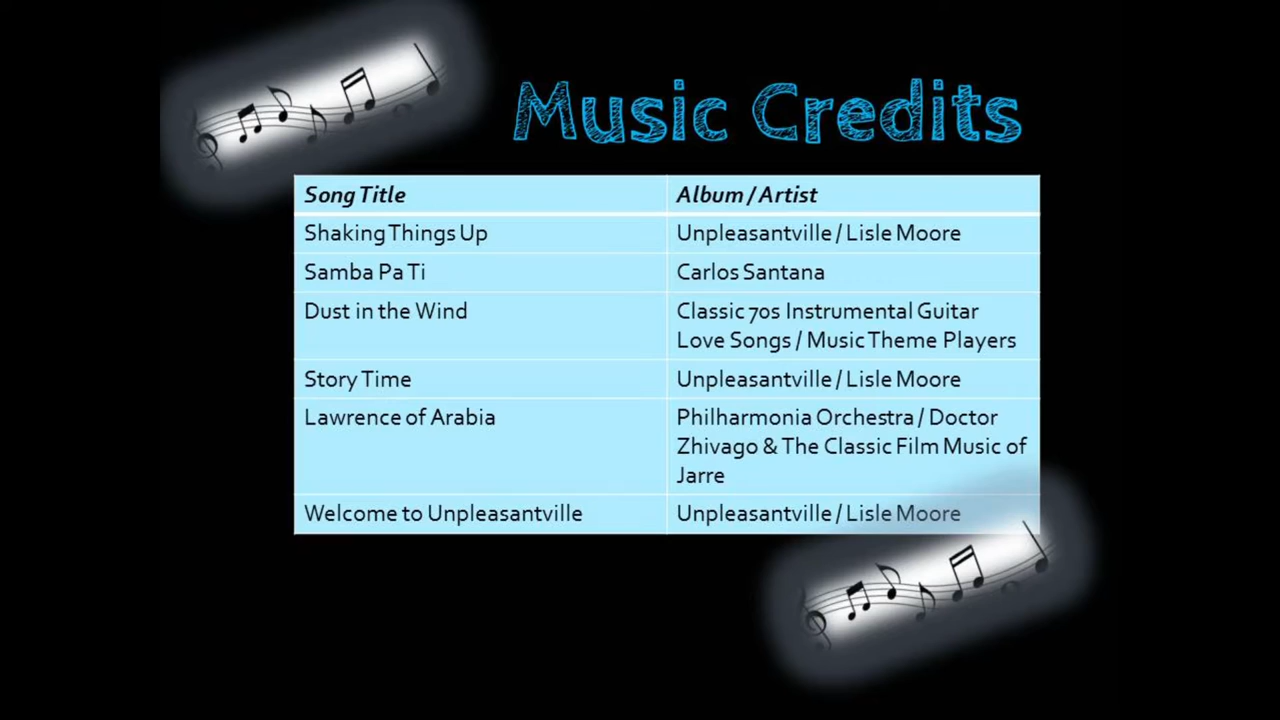 Music Credits
Song Title
Album / Artist
Shaking Things Up
Unpleasantville / Lisle Moore
Samba Pa Ti
Carlos Santana
Dust in the Wind
Classic 70s Instrumental Guitar
Love Songs / Music Theme Players
Story Time
Unpleasantville / Lisle Moore
Lawrence of Arabia
Philharmonia Orchestra / Doctor
Zhivago & The Classic Film Music of
Jarre
Welcome to Unpleasantville
Unpleasantville / Lisle Moore